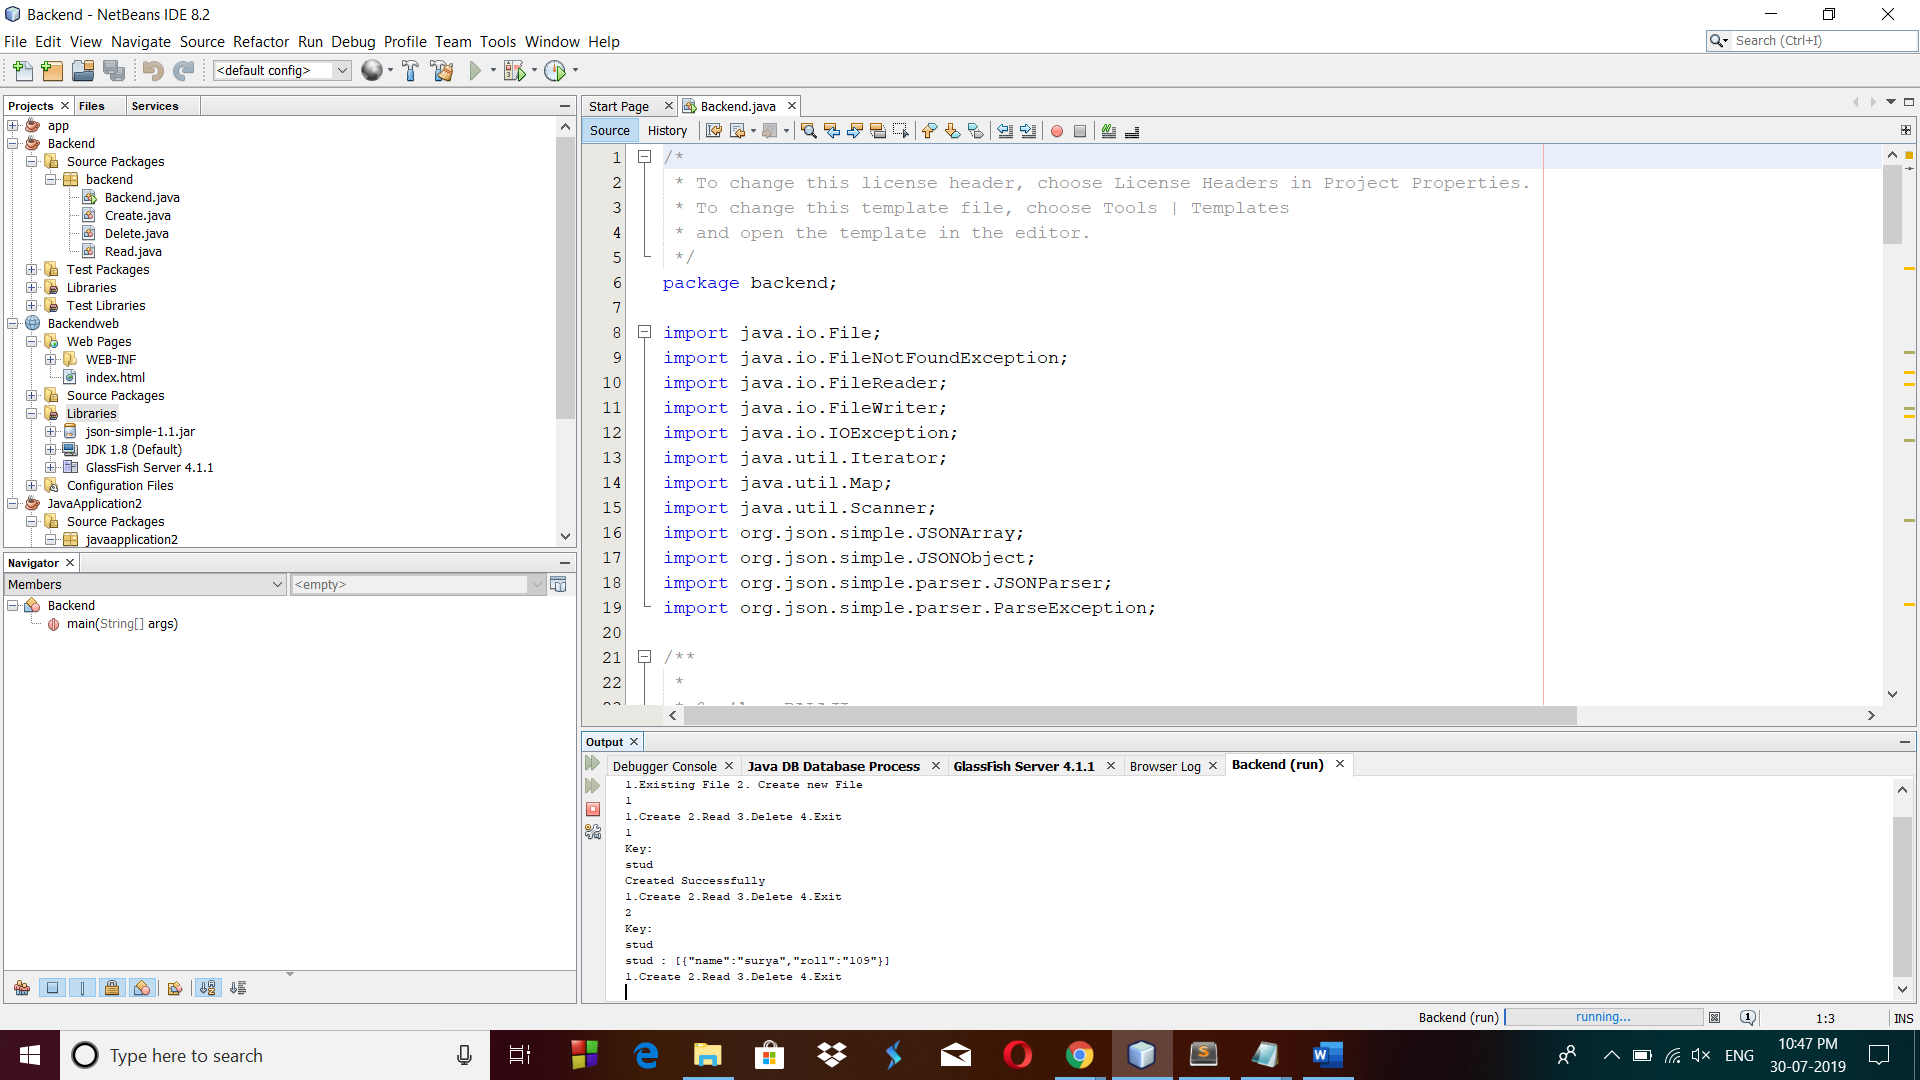 Backend - NetBeans IDE 8.2
File Edit View Navigate Source Refactor Run Debug Profile Team Tools Window Help
Search (Ctrl+I)
<default config>
Projects Files Services
app
Backend
Source Packages
backend
Backend.java
Create.java
Delete.java
Read.java
Test Packages
Libraries
Test Libraries
Backendweb
Web Pages
WEB-INF
index.html
Source Packages
Libraries
json-simple-1.1.jar
JDK 1.8 (Default)
GlassFish Server 4.1.1
Configuration Files
JavaApplication2
Source Packages
javaapplication2
Navigator
Members <empty>
Backend
main(String[] args)
Start Page Backend.java
Source History
1 /*
2 * To change this license header, choose License Headers in Project Properties.
3 * To change this template file, choose Tools | Templates
4 * and open the template in the editor.
5 */
6 package backend;
7
8 import java.io.File;
9 import java.io.FileNotFoundException;
10 import java.io.FileReader;
11 import java.io.FileWriter;
12 import java.io.IOException;
13 import java.util.Iterator;
14 import java.util.Map;
15 import java.util.Scanner;
16 import org.json.simple.JSONArray;
17 import org.json.simple.JSONObject;
18 import org.json.simple.parser.JSONParser;
19 import org.json.simple.parser.ParseException;
20
21 /**
22 *
Output
Debugger Console Java DB Database Process GlassFish Server 4.1.1 Browser Log Backend (run)
1.Existing File 2. Create new File
1
1.Create 2.Read 3.Delete 4.Exit
1
Key:
stud
Created Successfully
1.Create 2.Read 3.Delete 4.Exit
2
Key:
stud
stud : [{"name":"surya","roll":"109"}]
1.Create 2.Read 3.Delete 4.Exit
Backend (run) running... 1:3 INS
Type here to search
ENG
10:47 PM
30-07-2019